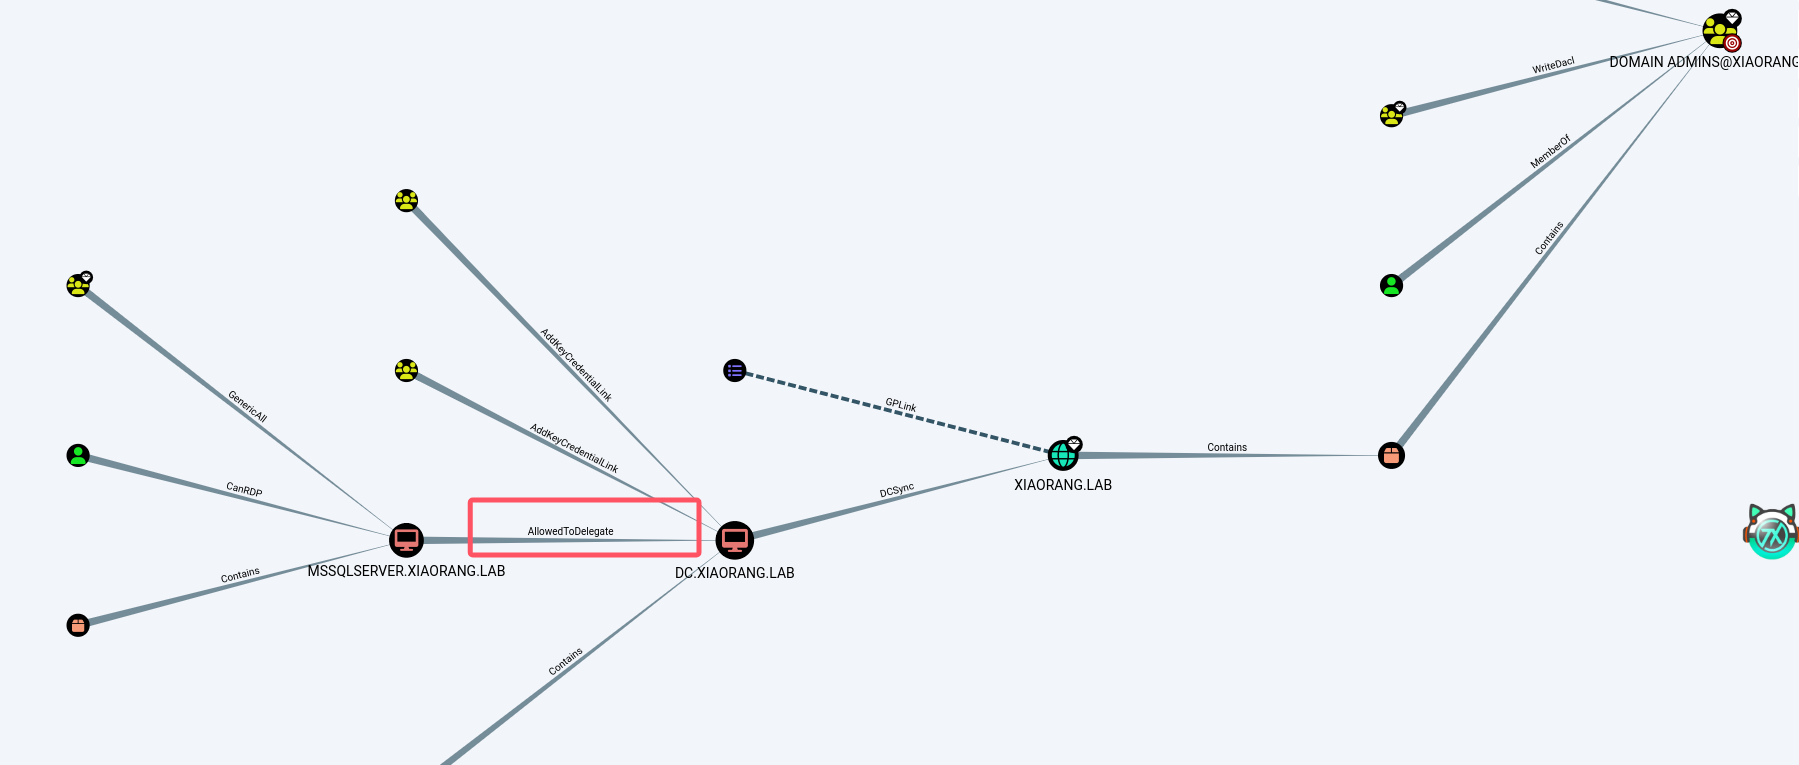 DOMAIN ADMINS@XIAORANG
WriteDacl
MemberOf
Contains
AddKeyCredentialLink
GenericAll
GPLink
AddKeyCredentialLink
Contains
XIAORANG.LAB
CanRDP
DCSync
AllowedToDelegate
MSSQLSERVER.XIAORANG.LAB
DC.XIAORANG.LAB
Contains
Contains